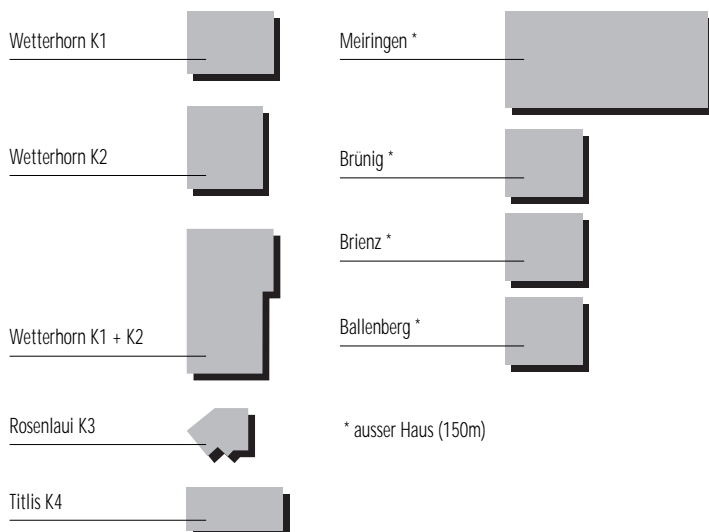 Wetterhorn K1
Wetterhorn K2
Wetterhorn K1 + K2
Rosenlaui K3
Titlis K4
Meiringen *
Brünig *
Brienz *
Ballenberg *
* ausser Haus (150m)